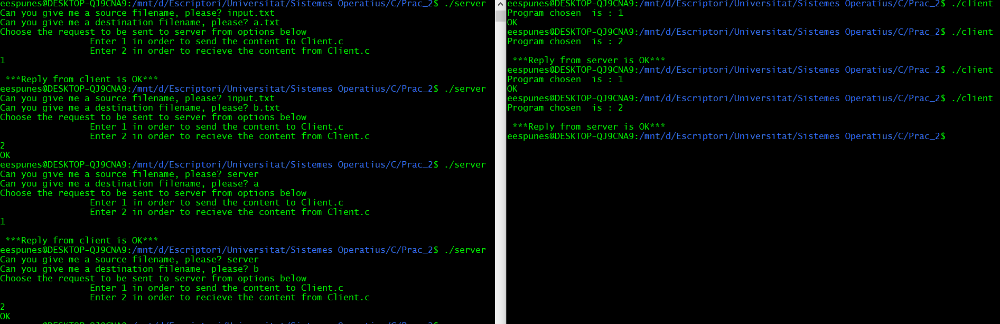 eespunes@DESKTOP-QJ9CNA9:/mnt/d/Escriptori/Universitat/Sistemes Operatius/C/Prac_2$ ./server
Can you give me a source filename, please? input.txt
Can you give me a destination filename, please? a.txt
Choose the request to be sent to server from options below
Enter 1 in order to send the content to Client.c
Enter 2 in order to recieve the content from Client.c
1
***Reply from client is OK***
eespunes@DESKTOP-QJ9CNA9:/mnt/d/Escriptori/Universitat/Sistemes Operatius/C/Prac_2$ ./server
Can you give me a source filename, please? input.txt
Can you give me a destination filename, please? b.txt
Choose the request to be sent to server from options below
Enter 1 in order to send the content to Client.c
Enter 2 in order to recieve the content from Client.c
2
OK
eespunes@DESKTOP-QJ9CNA9:/mnt/d/Escriptori/Universitat/Sistemes Operatius/C/Prac_2$ ./server
Can you give me a source filename, please? server
Can you give me a destination filename, please? a
Choose the request to be sent to server from options below
Enter 1 in order to send the content to Client.c
Enter 2 in order to recieve the content from Client.c
1
***Reply from client is OK***
eespunes@DESKTOP-QJ9CNA9:/mnt/d/Escriptori/Universitat/Sistemes Operatius/C/Prac_2$ ./server
Can you give me a source filename, please? server
Can you give me a destination filename, please? b
Choose the request to be sent to server from options below
Enter 1 in order to send the content to Client.c
Enter 2 in order to recieve the content from Client.c
2
OK
eespunes@DESKTOP-QJ9CNA9:/mnt/d/Escriptori/Universitat/Sistemes Operatius/C/Prac_2$ ./client
Program chosen  is : 1
OK
eespunes@DESKTOP-QJ9CNA9:/mnt/d/Escriptori/Universitat/Sistemes Operatius/C/Prac_2$ ./client
Program chosen  is : 2
***Reply from server is OK***
eespunes@DESKTOP-QJ9CNA9:/mnt/d/Escriptori/Universitat/Sistemes Operatius/C/Prac_2$ ./client
Program chosen  is : 1
OK
eespunes@DESKTOP-QJ9CNA9:/mnt/d/Escriptori/Universitat/Sistemes Operatius/C/Prac_2$ ./client
Program chosen  is : 2
***Reply from server is OK***
eespunes@DESKTOP-QJ9CNA9:/mnt/d/Escriptori/Universitat/Sistemes Operatius/C/Prac_2$